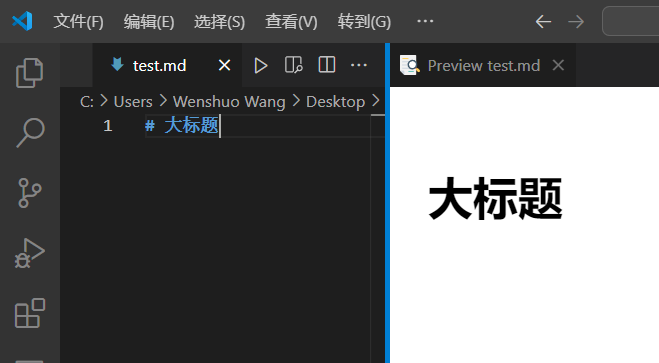 文件(F) 编辑(E) 选择(S) 查看(V) 转到(G) ···
test.md
Preview test.md
C: > Users > Wenshuo Wang > Desktop >
1 # 大标题
大标题